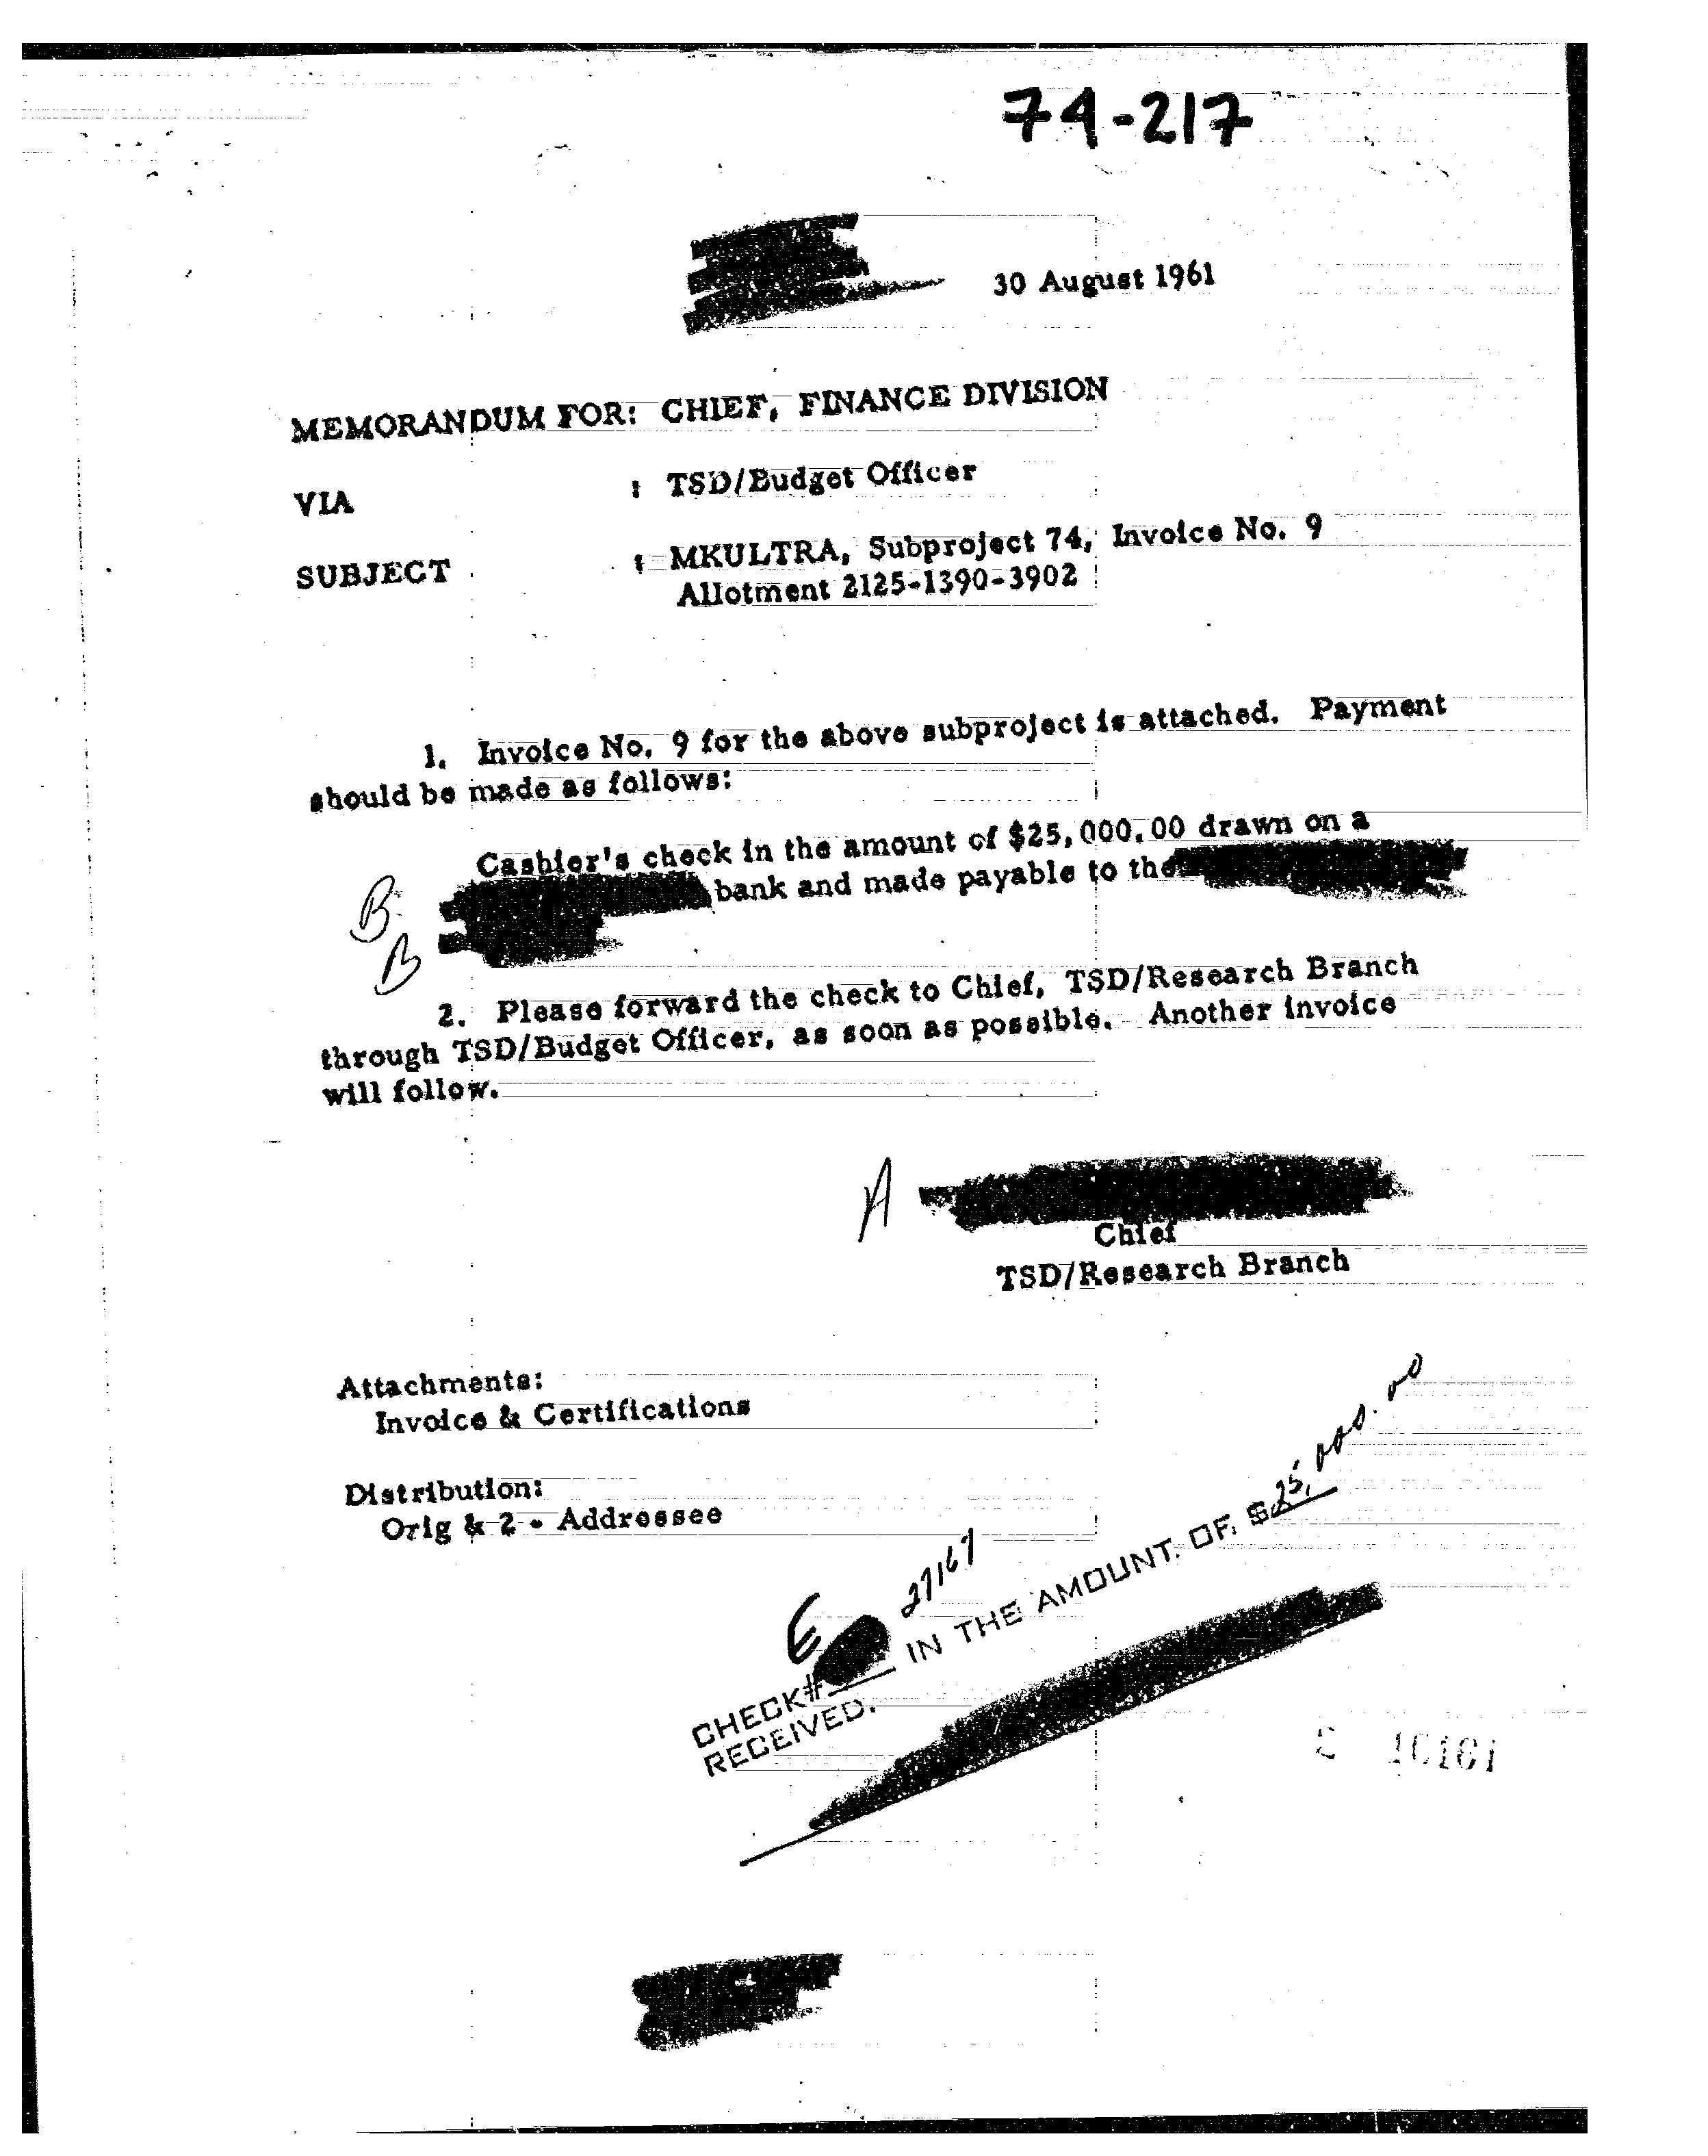 74-217
30 August 1961
MEMORANDUM FOR: CHIEF, FINANCE DIVISION
VIA : TSD/Budget Officer
SUBJECT : MKULTRA, Subproject 74, Invoice No. 9
Allotment 2125-1390-3902
1. Invoice No. 9 for the above subproject is attached. Payment
should be made as follows:
Cashier's check in the amount of $25,000.00 drawn on a
B bank and made payable to the
B
2. Please forward the check to Chief, TSD/Research Branch
through TSD/Budget Officer, as soon as possible. Another invoice
will follow.
A
Chief
TSD/Research Branch
Attachments:
Invoice & Certifications
Distribution:
Orig & 2 - Addressee
E 27167
CHECK# IN THE AMOUNT OF $25,000.00
RECEIVED.